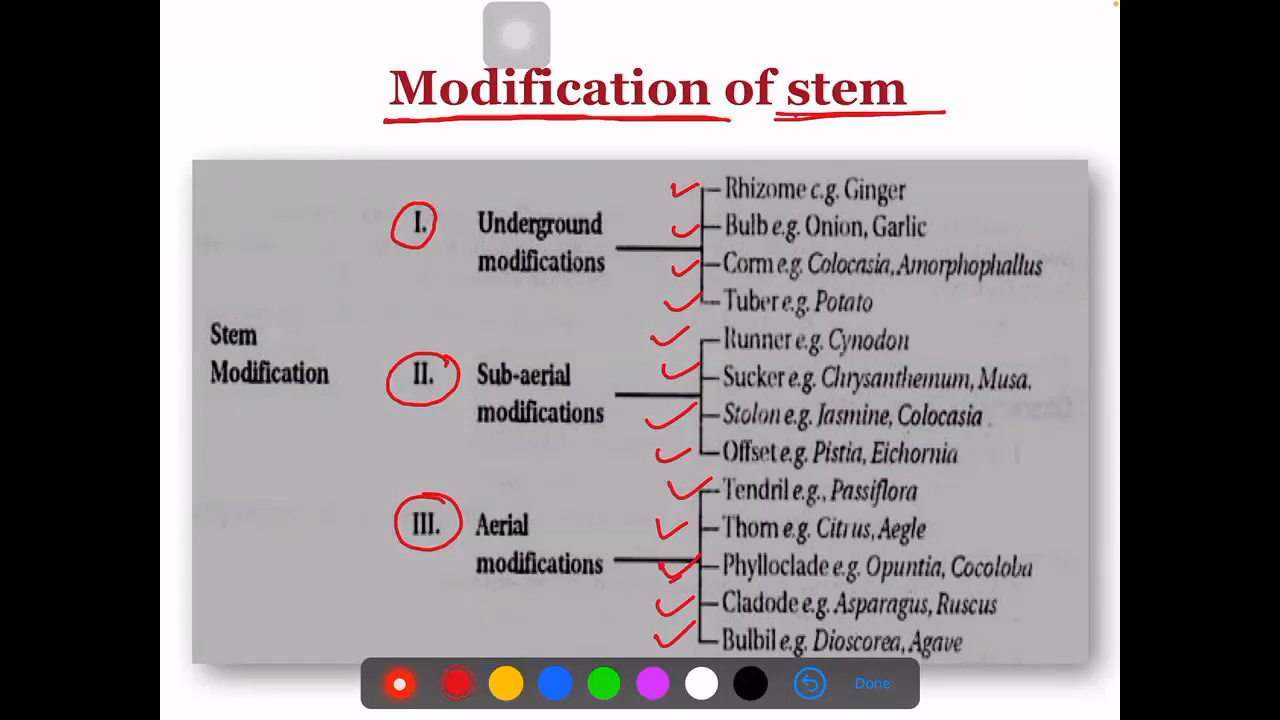 Modification of stem
I. Underground modifications
Rhizome e.g. Ginger
Bulb e.g. Onion, Garlic
Corm e.g. Colocasia, Amorphophallus
Tuber e.g. Potato
Stem Modification
II. Sub-aerial modifications
Runner e.g. Cynodon
Sucker e.g. Chrysanthemum, Musa.
Stolon e.g. Jasmine, Colocasia
Offset e.g. Pistia, Eichornia
III. Aerial modifications
Tendril e.g., Passiflora
Thorn e.g. Citrus, Aegle
Phylloclade e.g. Opuntia, Cocoloba
Cladode e.g. Asparagus, Ruscus
Bulbil e.g. Dioscorea, Agave
Done